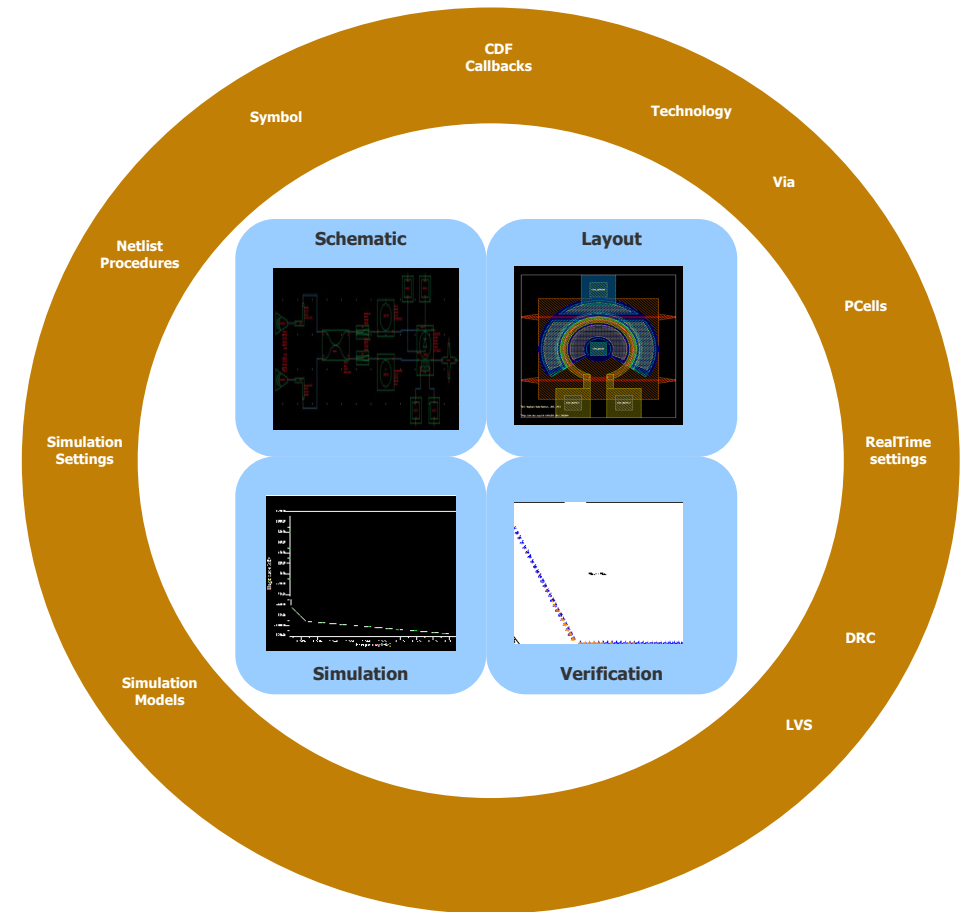 CDF
Callbacks
Symbol
Technology
Via
Netlist
Procedures
Schematic
Layout
PCells
Simulation
Settings
RealTime
settings
Simulation
Verification
DRC
Simulation
Models
LVS